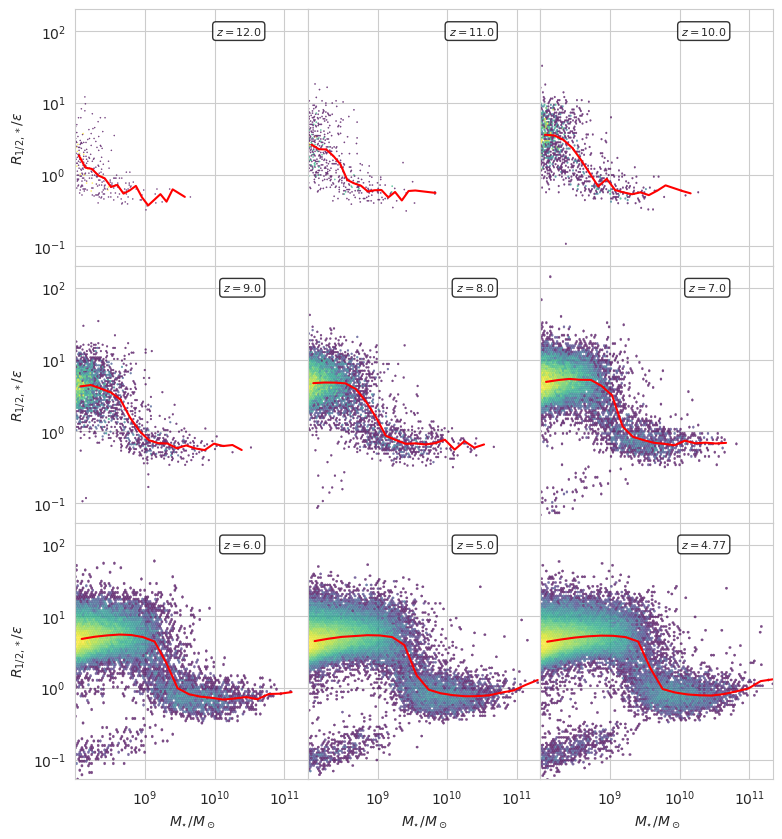 10²
10¹
10⁰
10⁻¹
R₁/₂,*/ε
z = 12.0
z = 11.0
z = 10.0
10²
10¹
10⁰
10⁻¹
R₁/₂,*/ε
z = 9.0
z = 8.0
z = 7.0
10²
10¹
10⁰
10⁻¹
R₁/₂,*/ε
z = 6.0
z = 5.0
z = 4.77
10⁹ 10¹⁰ 10¹¹ 10⁹ 10¹⁰ 10¹¹ 10⁹ 10¹⁰ 10¹¹
M⋆/M⊙ M⋆/M⊙ M⋆/M⊙